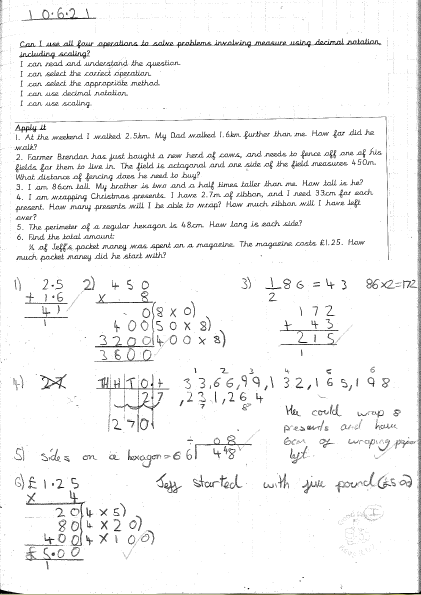 10.6.21
Can I use all four operations to solve problems involving measure using decimal notation,
including scaling?
I can read and understand the question.
I can select the correct operation.
I can select the appropriate method.
I can use decimal notation.
I can use scaling.
Apply it
1. At the weekend I walked 2.5km. My Dad walked 1.6km further than me. How far did he
walk?
2. Farmer Brendan has just bought a new herd of cows, and needs to fence off one of his
fields for them to live in. The field is octagonal and one side of the field measures 450m.
What distance of fencing does he need to buy?
3. I am 86cm tall. My brother is two and a half times taller than me. How tall is he?
4. I am wrapping Christmas presents. I have 2.7m of ribbon, and I need 33cm for each
present. How many presents will I be able to wrap? How much ribbon will I have left
over?
5. The perimeter of a regular hexagon is 48cm. How long is each side?
6. Find the total amount:
¼ of Jeff's pocket money was spent on a magazine. The magazine costs £1.25. How
much pocket money did he start with?
1) 2.5
+ 1.6
4.1
1
2) 450
x 8
0 (8 x 0)
400 (50 x 8)
3200 (400 x 8)
3600
3) 1/2 86 = 43 86x2=172
172
+ 43
215
1
4) TH H T O t
2.7
270
1 2 3 4 5 6
33,66,99,132,165,198
,231,264
7 8
He could wrap 8
presents and have
6cm of wraping paper
left
5) sides on a hexagon = 6 6 48
08
6) £1.25
x 4
20 (4 x 5)
80 (4 x 20)
400 (4 x 100)
£5.00
1
Jeff started with five pound (£5.00)